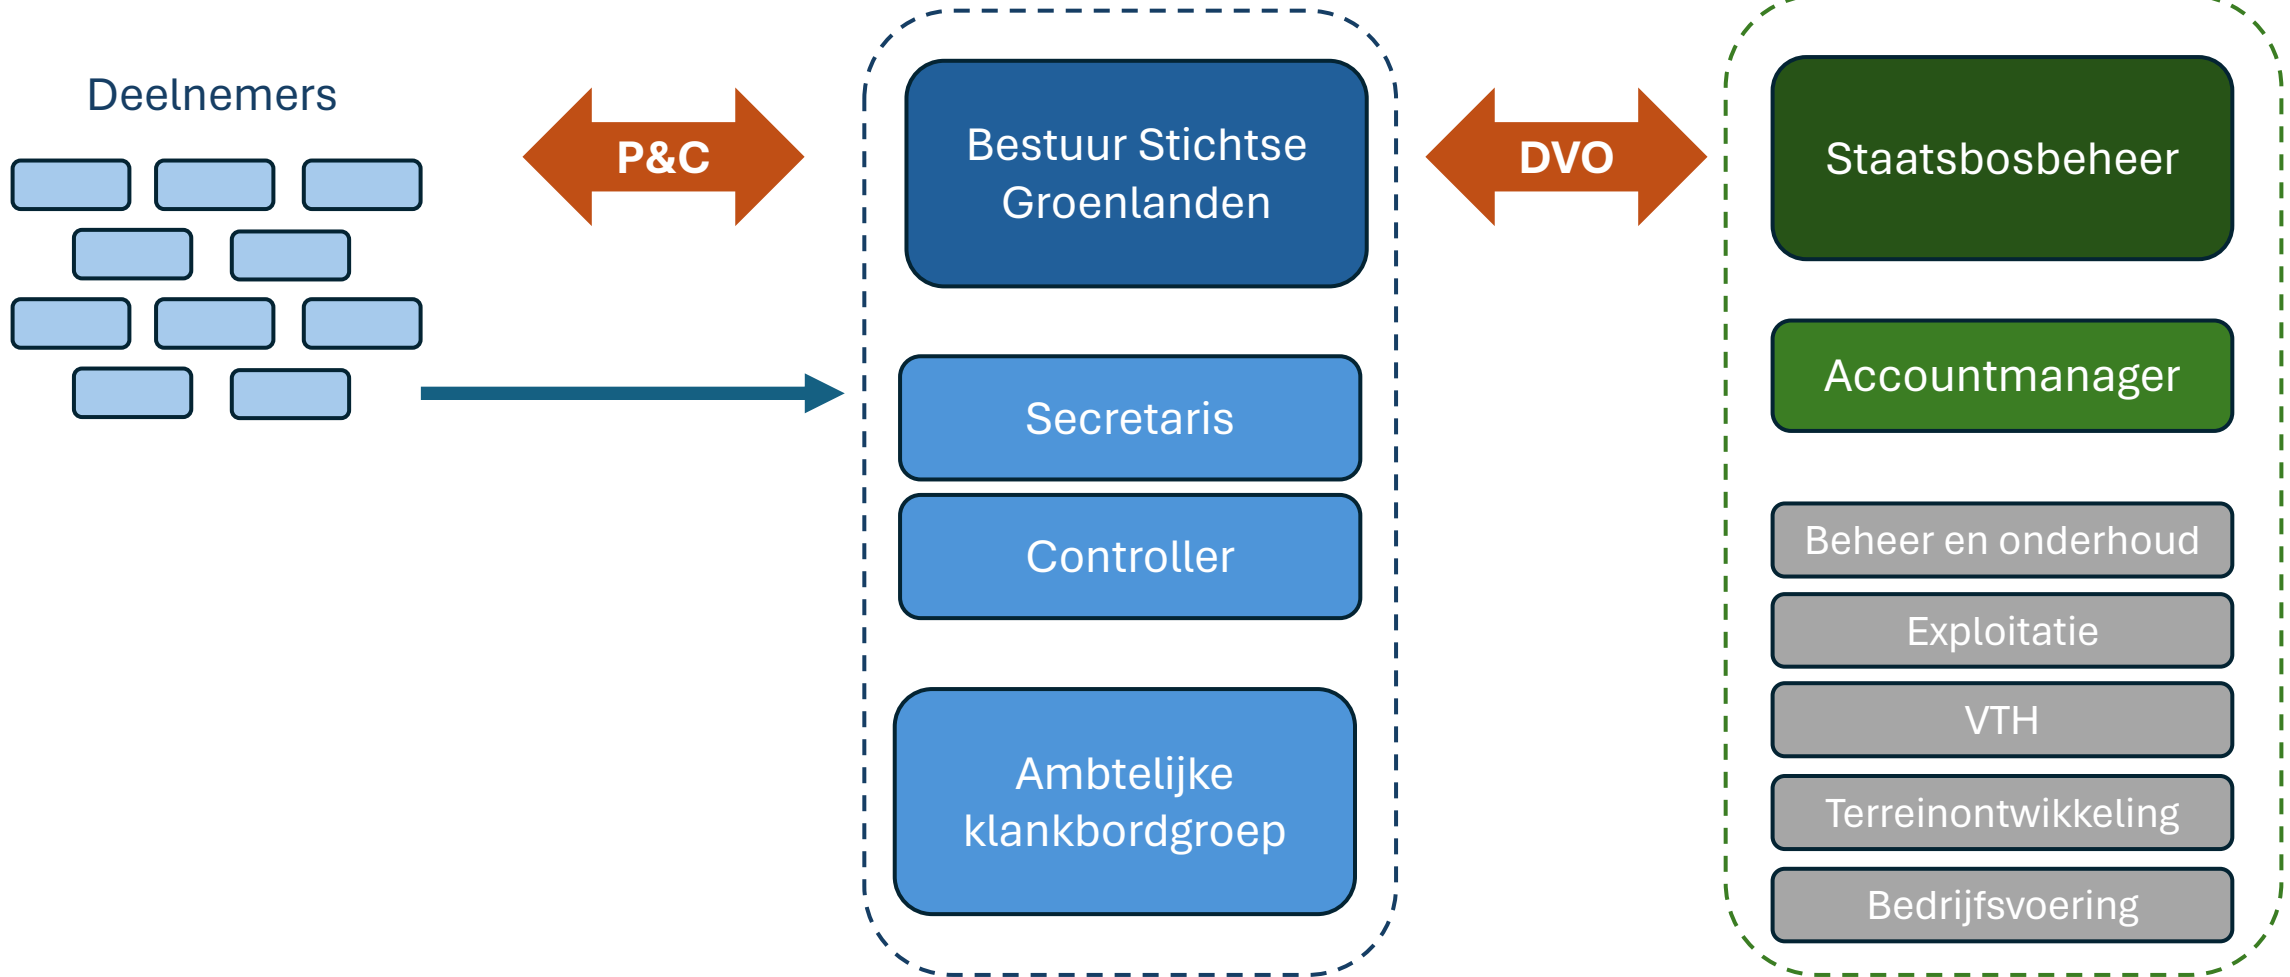 Deelnemers
P&C
Bestuur Stichtse
Groenlanden
Secretaris
Controller
Ambtelijke
klankbordgroep
DVO
Staatsbosbeheer
Accountmanager
Beheer en onderhoud
Exploitatie
VTH
Terreinontwikkeling
Bedrijfsvoering